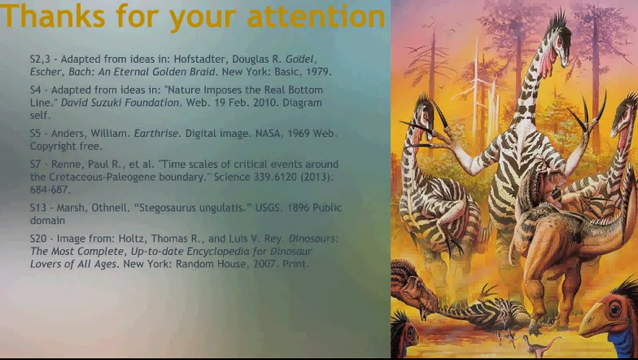 Thanks for your attention
S2,3 - Adapted from ideas in: Hofstadter, Douglas R. Godel,
Escher, Bach: An Eternal Golden Braid. New York: Basic, 1979.
S4 - Adapted from ideas in: "Nature Imposes the Real Bottom
Line." David Suzuki Foundation. Web. 19 Feb. 2010. Diagram
self.
S5 - Anders, William. Earthrise. Digital image. NASA, 1969 Web.
Copyright free.
S7 - Renne, Paul R., et al. "Time scales of critical events around
the Cretaceous-Paleogene boundary." Science 339.6120 (2013):
684-687.
S13 - Marsh, Othneil. "Stegosaurus ungulatis." USGS. 1896 Public
domain
S20 - Image from: Holtz, Thomas R., and Luis V. Rey. Dinosaurs:
The Most Complete, Up-to-date Encyclopedia for Dinosaur
Lovers of All Ages. New York: Random House, 2007. Print.